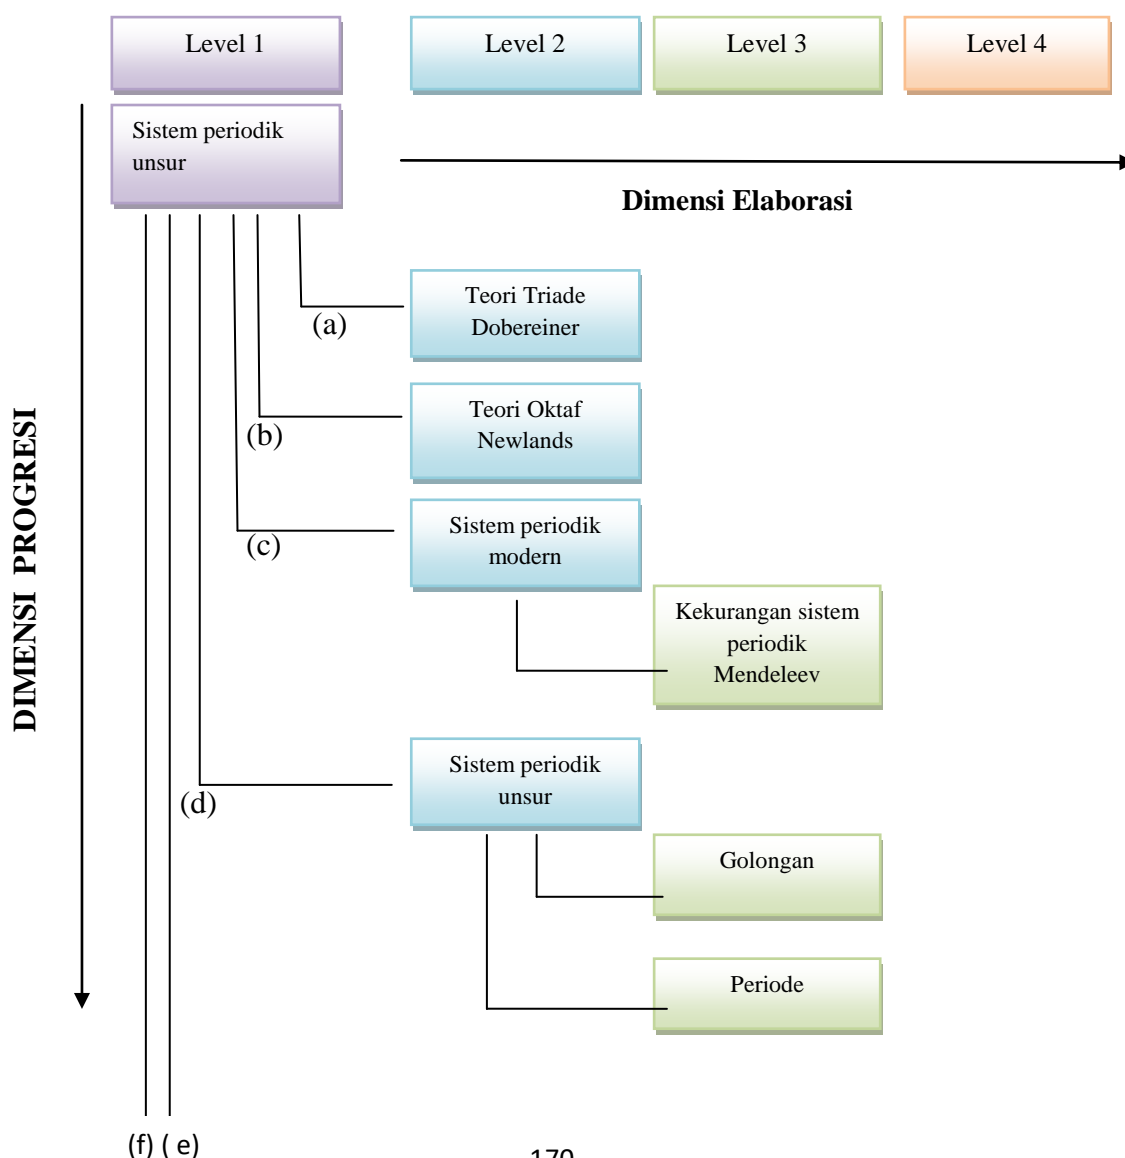 Level 1
Level 2
Level 3
Level 4
Sistem periodik
unsur
Dimensi Elaborasi
DIMENSI PROGRESI
Teori Triade
Dobereiner
(a)
Teori Oktaf
Newlands
(b)
Sistem periodik
modern
(c)
Kekurangan sistem
periodik
Mendeleev
Sistem periodik
unsur
(d)
Golongan
Periode
(f) ( e)